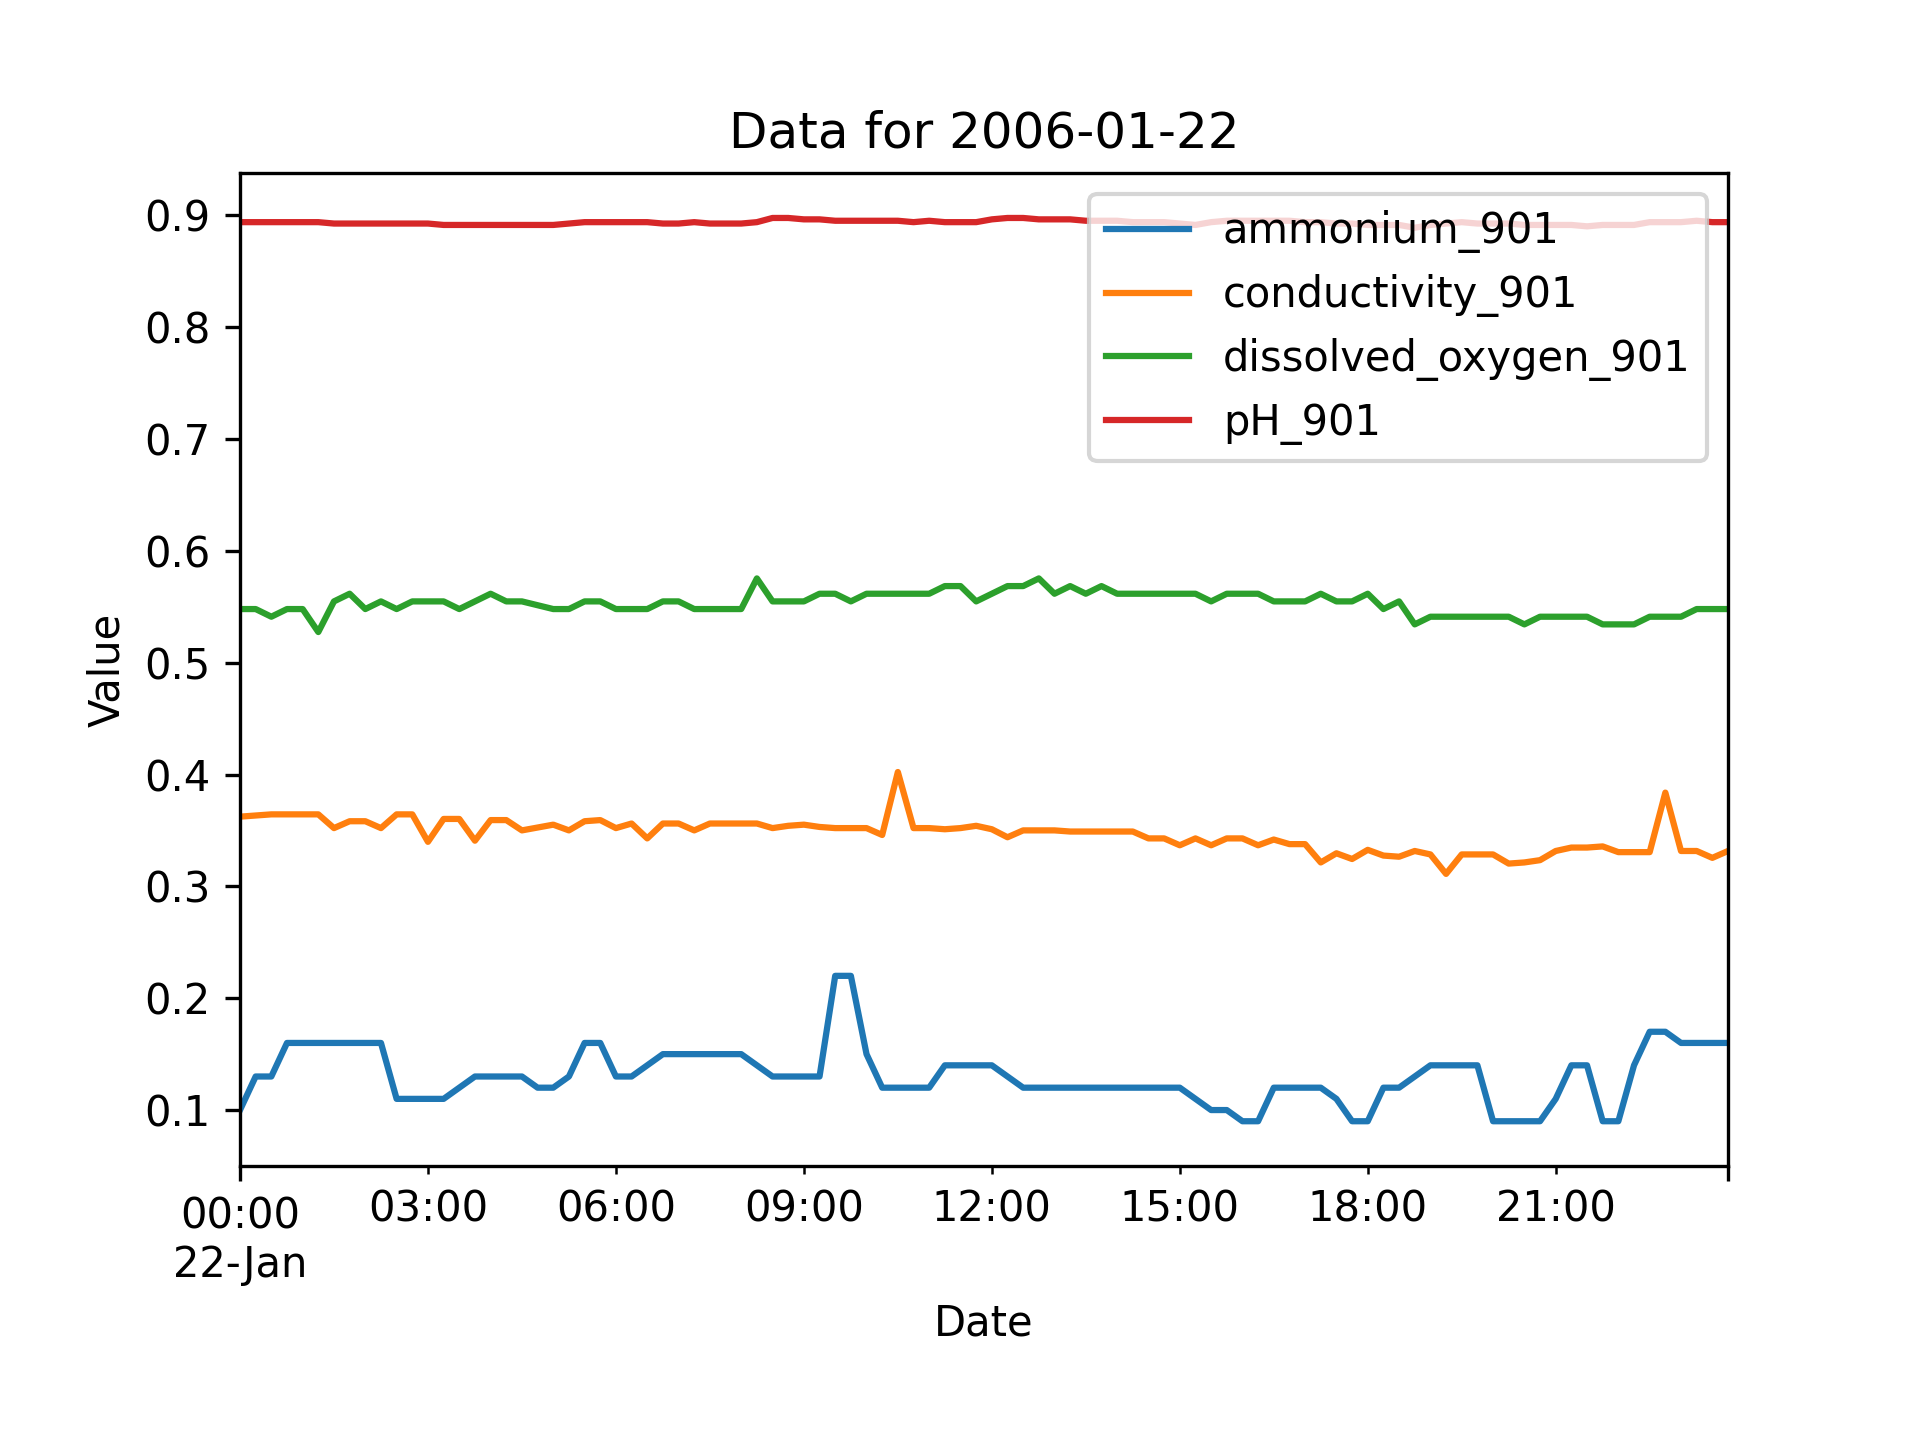 Data for 2006-01-22
0.9
0.8
0.7
0.6
0.5
0.4
0.3
0.2
0.1
Value
ammonium_901
conductivity_901
dissolved_oxygen_901
pH_901
00:00 03:00 06:00 09:00 12:00 15:00 18:00 21:00
22-Jan
Date